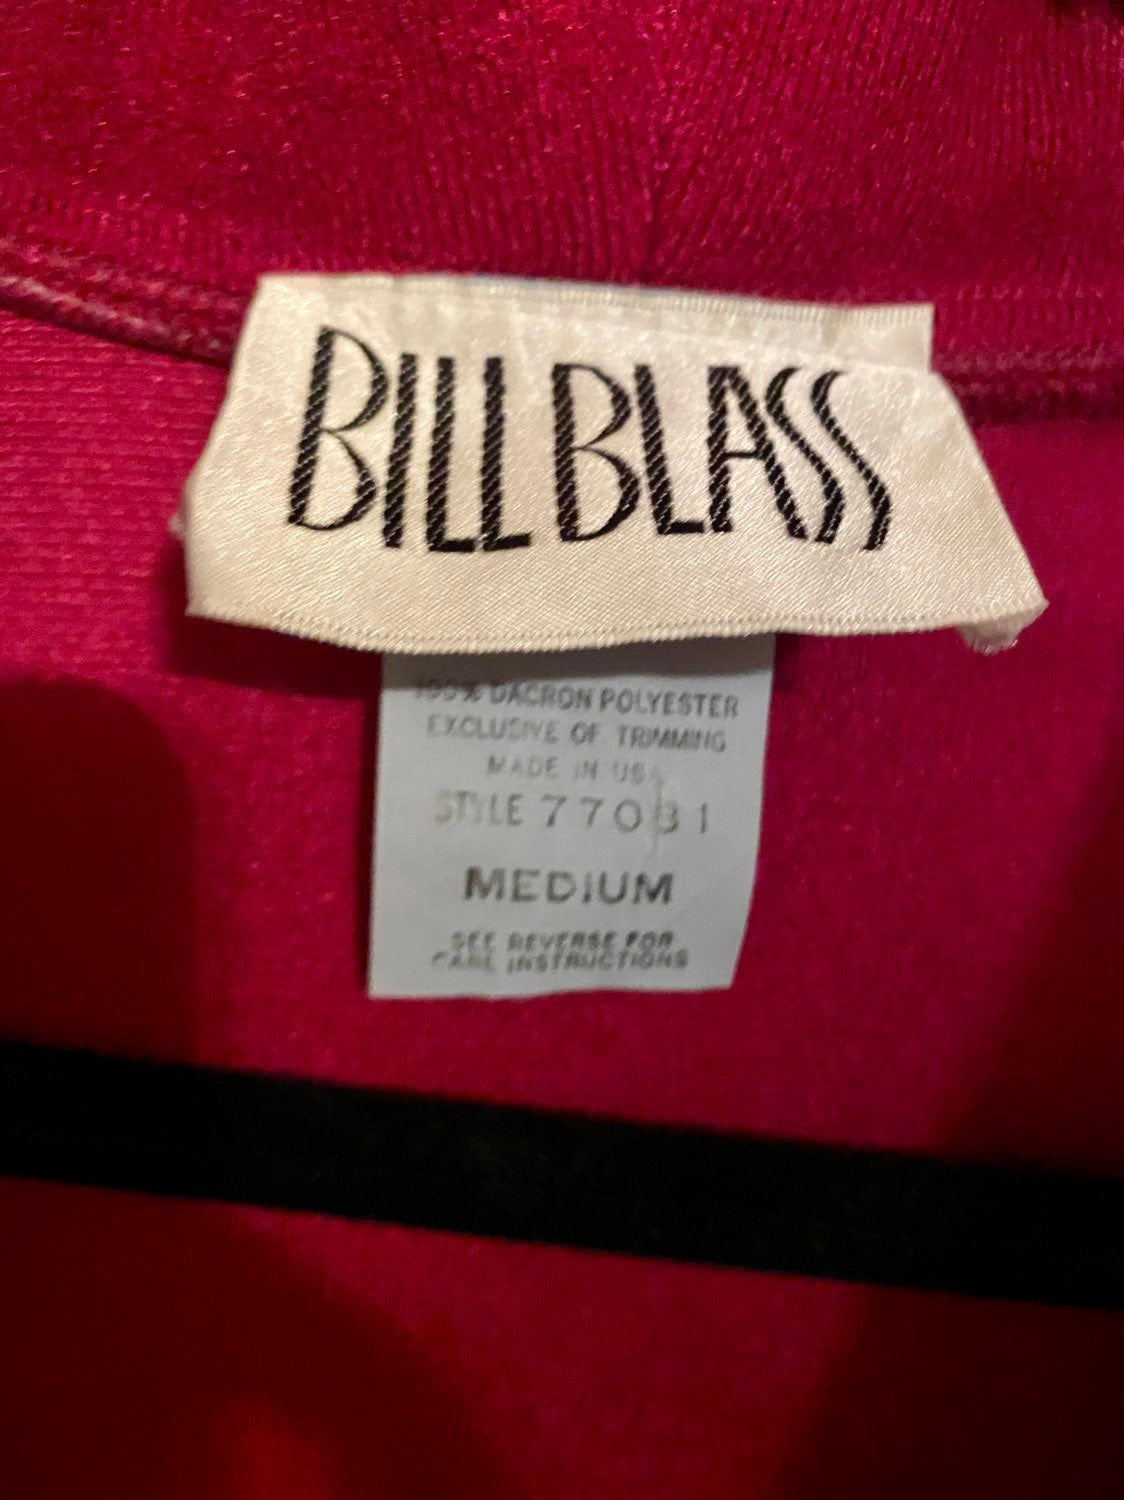 BILL BLASS
100% DACRON POLYESTER
EXCLUSIVE OF TRIMMING
MADE IN USA
STYLE 77031
MEDIUM
SEE REVERSE FOR
CARE INSTRUCTIONS